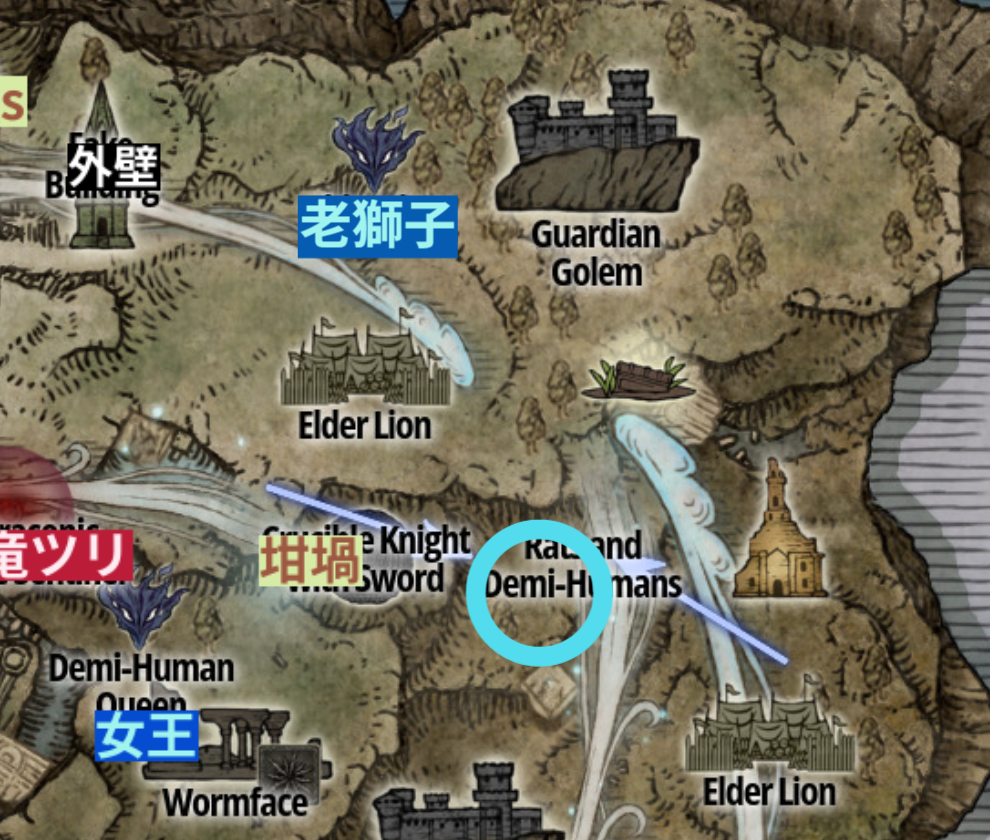 s
外壁
老獅子
Guardian
Golem
Elder Lion
Knight
Sword
坩堝
and
Demi-Humans
竜ツリ
Demi-Human
Queen
女王
Wormface
Elder Lion